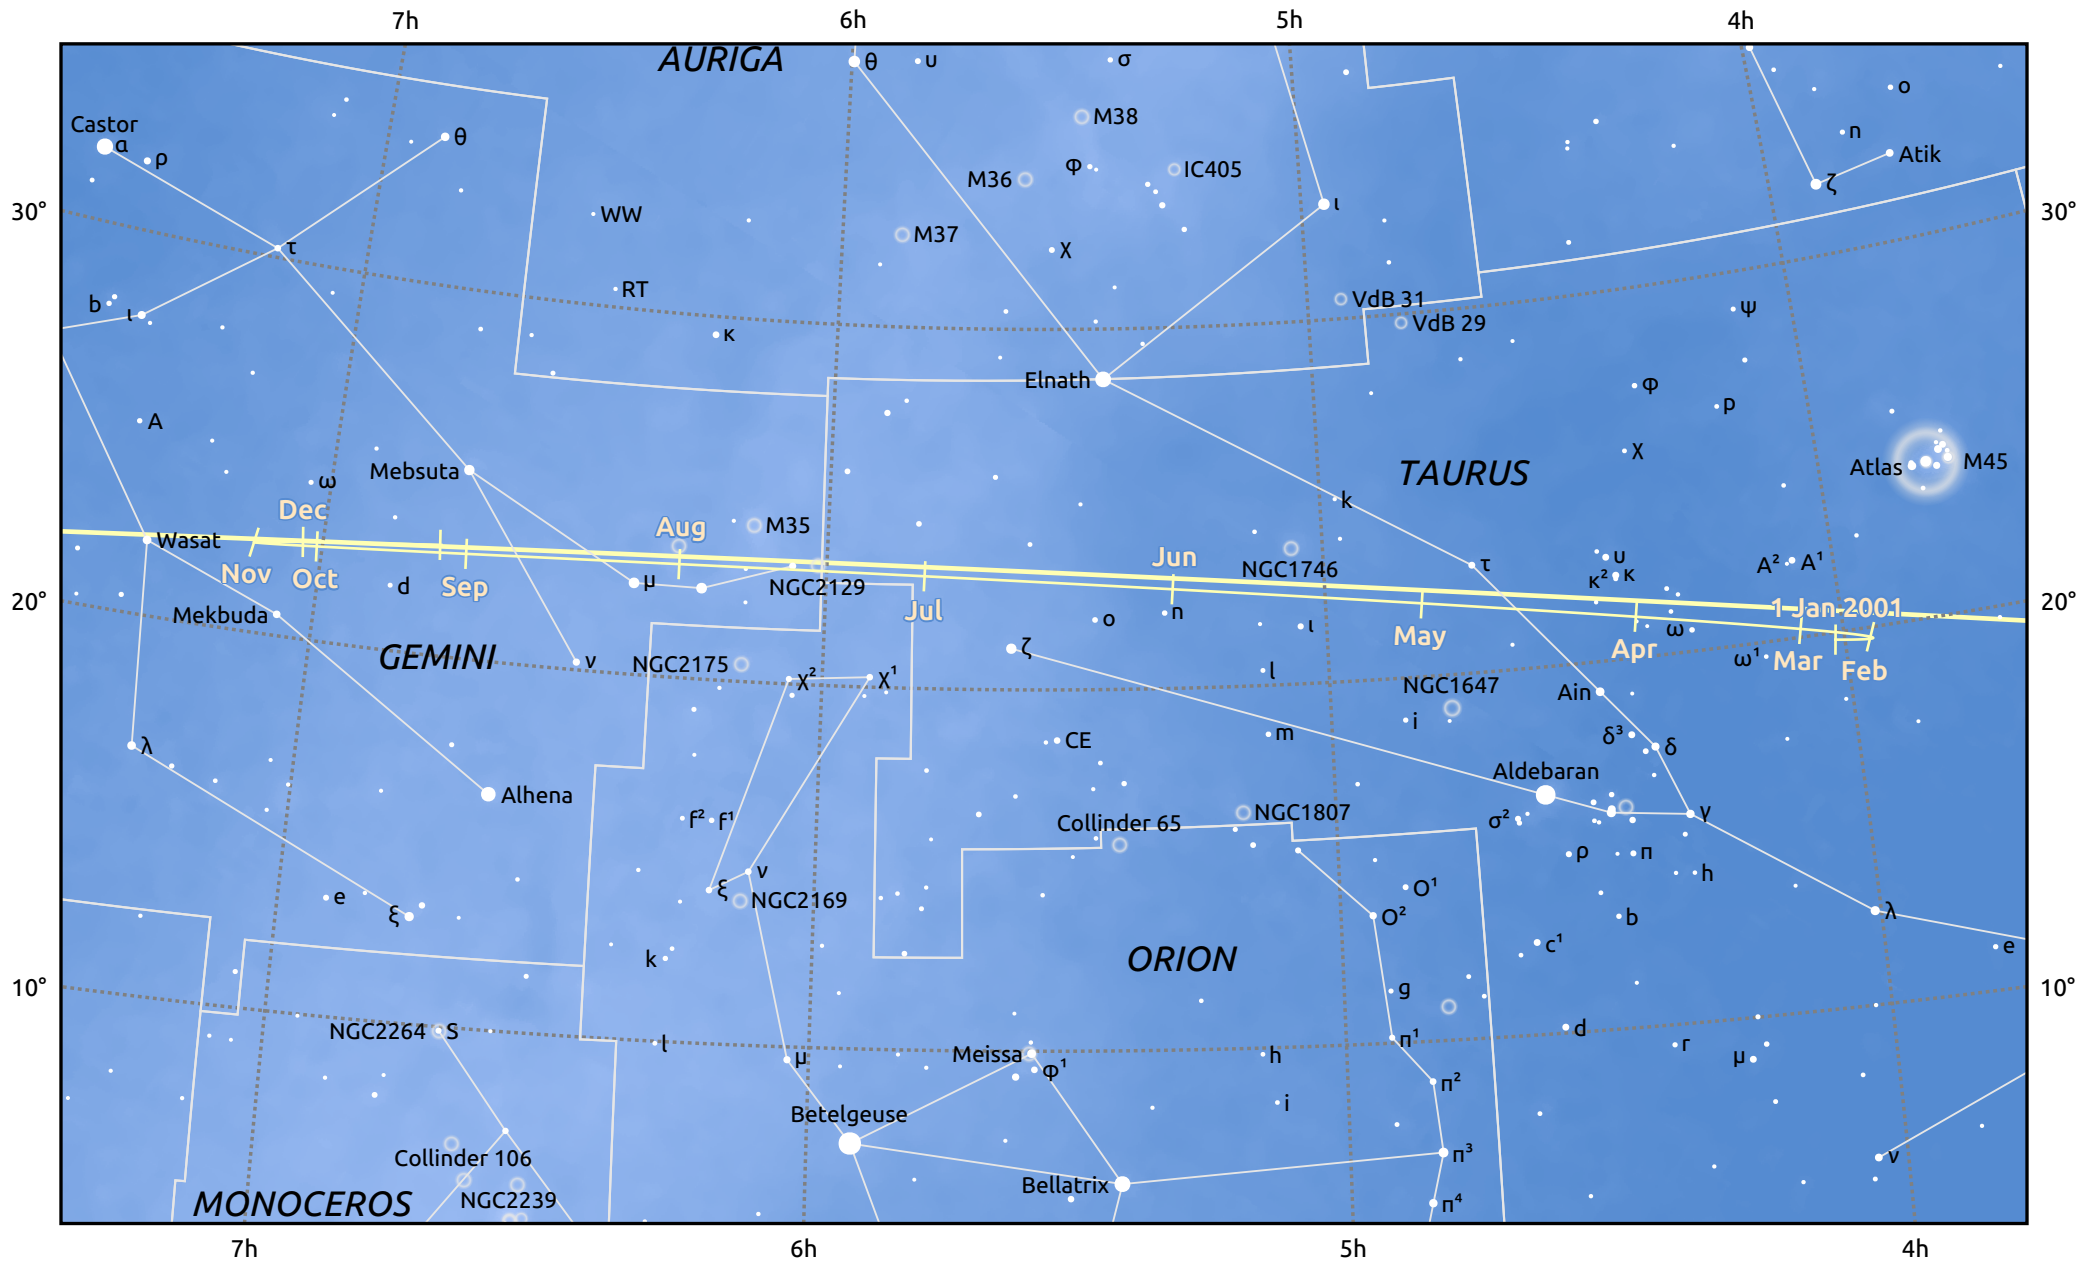 7h 6h 5h 4h
AURIGA θ υ σ
ο
M38
Castor
α ρ θ n
φ Atik
M36 IC405
ζ
30° WW ι 30°
M37
τ χ
RT
b ι VdB 31 ψ
VdB 29
κ
Elnath
φ
p
A
χ
Mebsuta TAURUS Atlas M45
ω
k
Dec
Aug M35
Wasat
Jun υ
NGC1746 τ A² A¹
Nov Oct Sep d μ NGC2129 κ² κ
20° Jul 1 Jan 2001 20°
Mekbuda ο n ι
May ω
GEMINI ζ Apr ω¹ Mar Feb
ν NGC2175
χ² χ¹ l
NGC1647
Ain
i
m δ³ δ
λ CE
Aldebaran
Alhena
f² f¹ Collinder 65 NGC1807 σ² γ
ρ π
ν h
ξ O¹
e NGC2169
ξ O² b λ
c¹ e
k ORION
10° g 10°
NGC2264 S d
l π¹ r
μ Meissa h μ
φ¹
π²
i
Betelgeuse
Collinder 106 π³ ν
Bellatrix
MONOCEROS NGC2239 π⁴
7h 6h 5h 4h